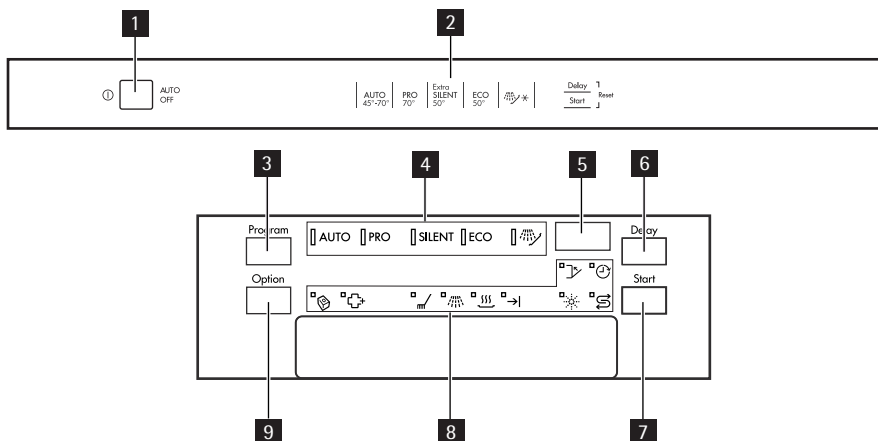 1 2
AUTO
OFF
AUTO
45°-70°
PRO
70°
Extra
SILENT
50°
ECO
50°
Delay
Start
Reset
3 4 5 6
Program
AUTO PRO SILENT ECO
Delay
Option
Start
9 8 7